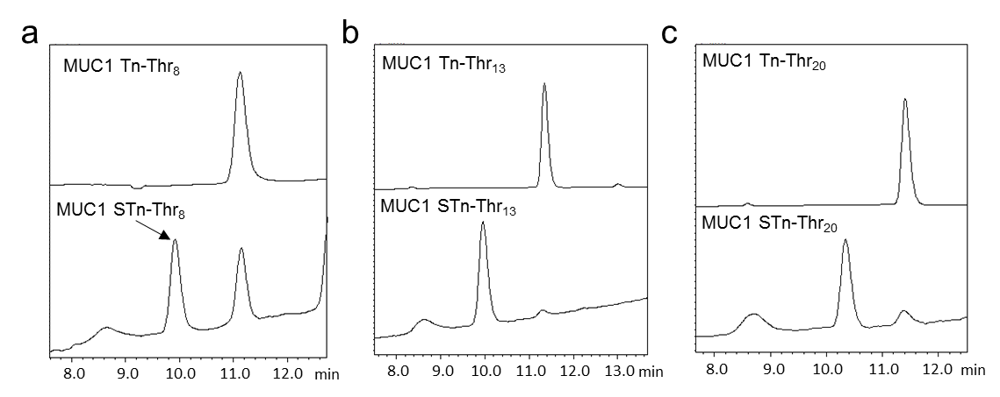 a
MUC1 Tn-Thr₈
MUC1 STn-Thr₈
8.0 9.0 10.0 11.0 12.0 min
b
MUC1 Tn-Thr₁₃
MUC1 STn-Thr₁₃
8.0 9.0 10.0 11.0 12.0 13.0 min
c
MUC1 Tn-Thr₂₀
MUC1 STn-Thr₂₀
8.0 9.0 10.0 11.0 12.0 min